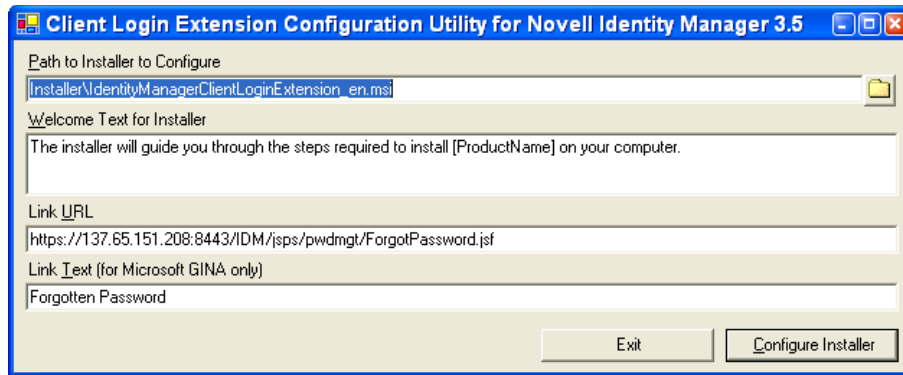 Client Login Extension Configuration Utility for Novell Identity Manager 3.5
Path to Installer to Configure
Installer\IdentityManagerClientLoginExtension_en.msi
Welcome Text for Installer
The installer will guide you through the steps required to install [ProductName] on your computer.
Link URL
https://137.65.151.208:8443/IDM/jsps/pwdmgt/ForgotPassword.jsf
Link Text (for Microsoft GINA only)
Forgotten Password
Exit
Configure Installer